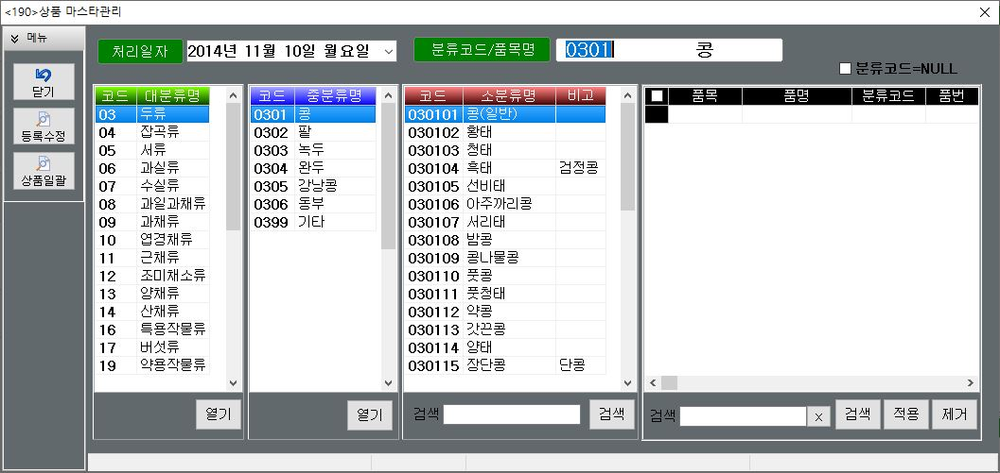 <190>상품 마스타관리
메뉴
닫기
등록수정
상품일괄
처리일자 2014년 11월 10일 월요일
분류코드/품목명 0301 콩
분류코드=NULL
코드 대분류명
03 두류
04 잡곡류
05 서류
06 과실류
07 수실류
08 과일과채류
09 과채류
10 엽경채류
11 근채류
12 조미채소류
13 양채류
14 산채류
16 특용작물류
17 버섯류
19 약용작물류
열기
코드 중분류명
0301 콩
0302 팥
0303 녹두
0304 완두
0305 강낭콩
0306 동부
0399 기타
열기
코드 소분류명 비고
030101 콩(일반)
030102 황태
030103 청태
030104 흑태 검정콩
030105 선비태
030106 아주까리콩
030107 서리태
030108 밤콩
030109 콩나물콩
030110 풋콩
030111 풋청태
030112 약콩
030113 갓끈콩
030114 양태
030115 장단콩 단콩
검색 검색
품목 품명 분류코드 품번
검색 x 검색 적용 제거